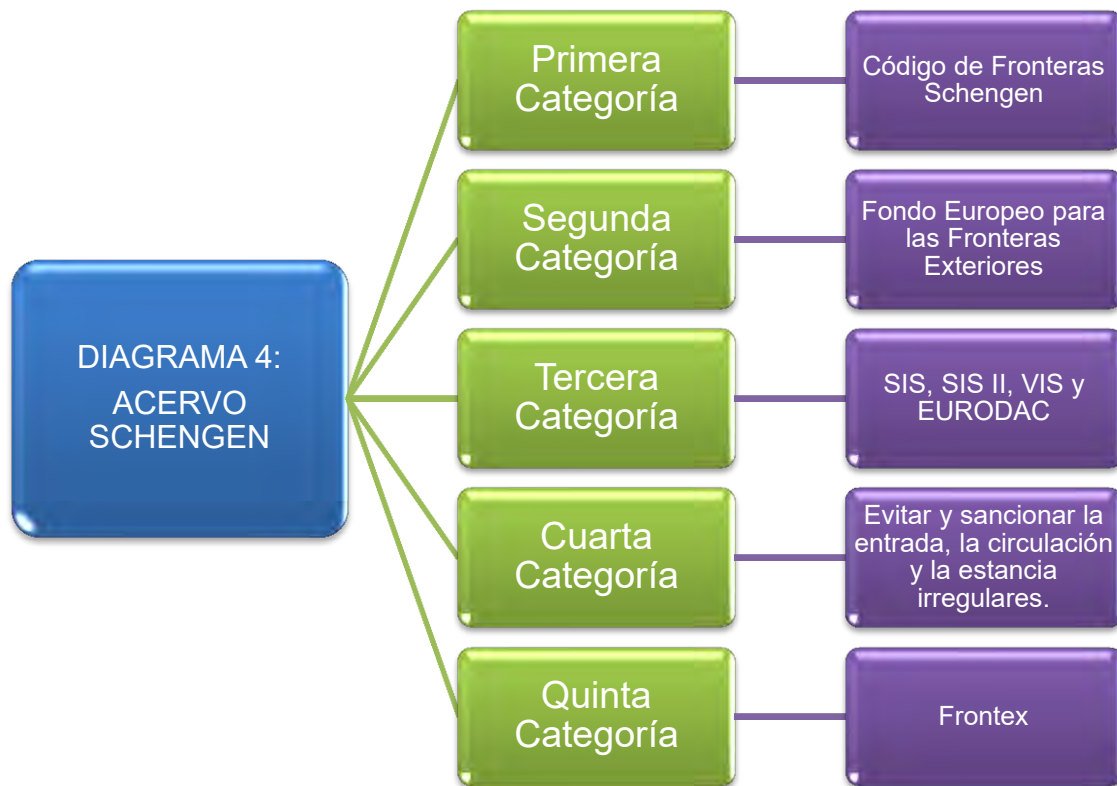 DIAGRAMA 4:
ACERVO
SCHENGEN
Primera
Categoría
Código de Fronteras
Schengen
Segunda
Categoría
Fondo Europeo para
las Fronteras
Exteriores
Tercera
Categoría
SIS, SIS II, VIS y
EURODAC
Cuarta
Categoría
Evitar y sancionar la
entrada, la circulación
y la estancia
irregulares.
Quinta
Categoría
Frontex